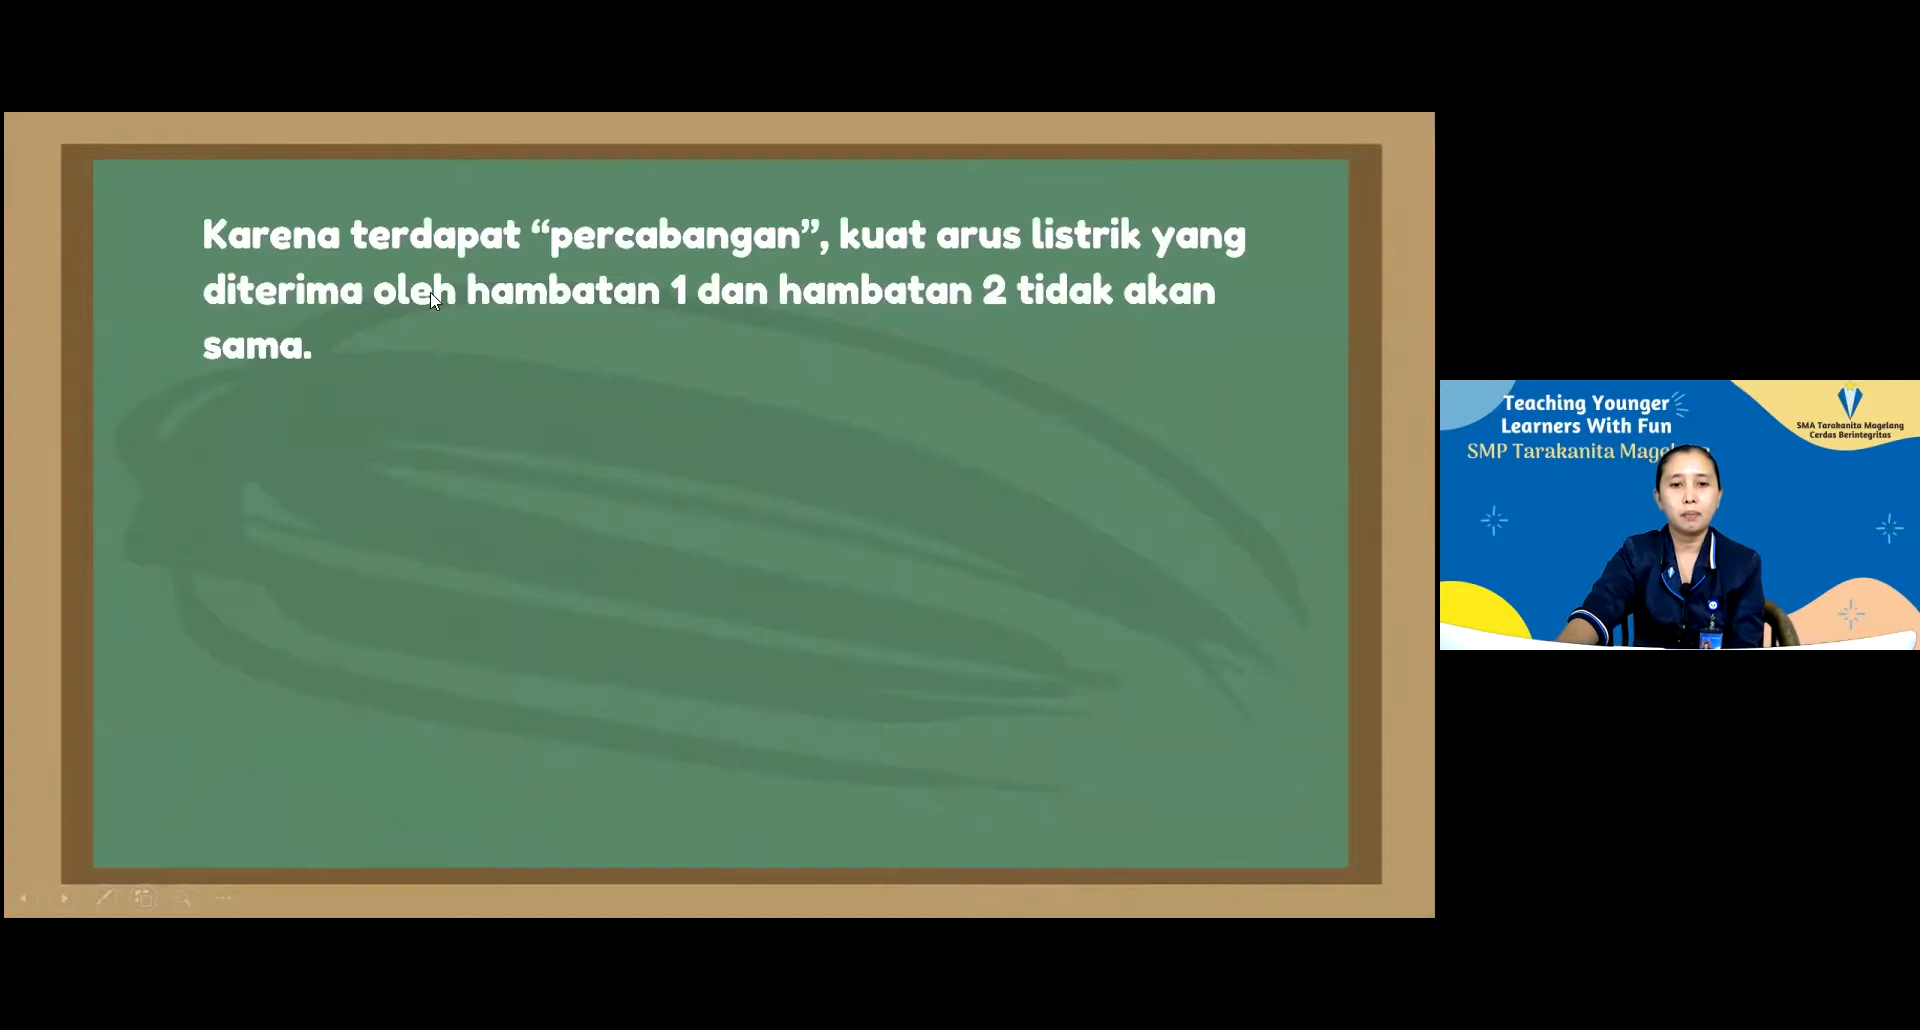 Karena terdapat “percabangan”, kuat arus listrik yang
diterima oleh hambatan 1 dan hambatan 2 tidak akan
sama.
Teaching Younger
Learners With Fun
SMP Tarakanita
SMA Tarakanita Magelang
Cerdas Berintegritas